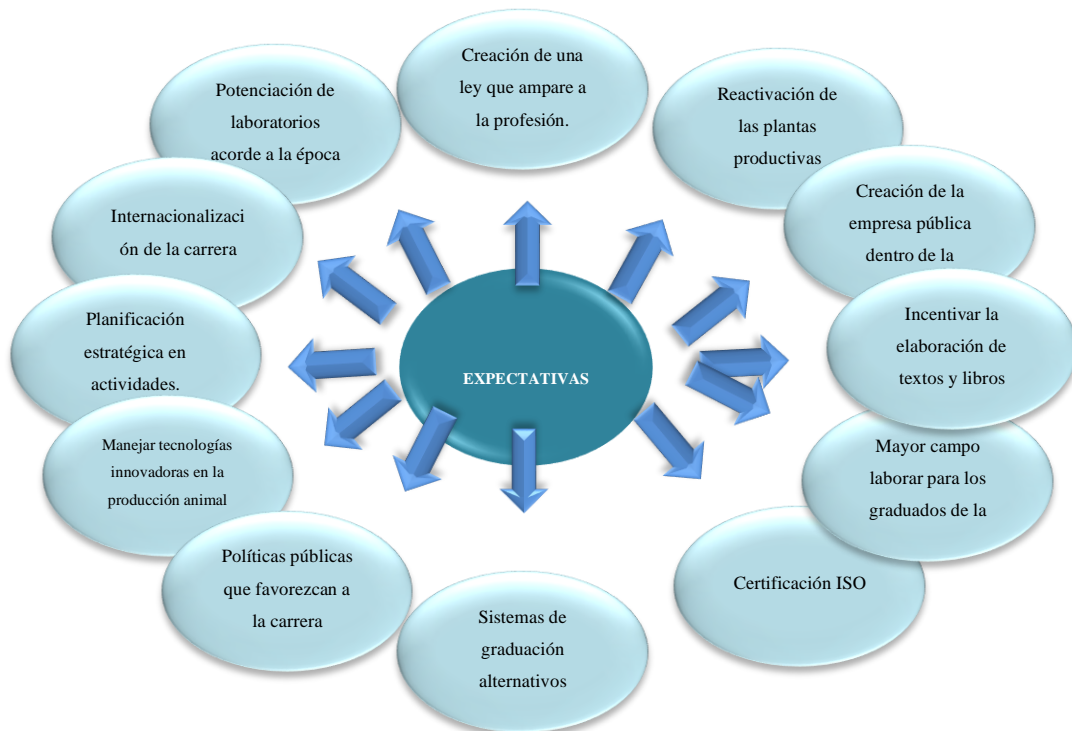 Creación de una
ley que ampare a
la profesión.
Reactivación de
las plantas
productivas
Creación de la
empresa pública
dentro de la
Incentivar la
elaboración de
textos y libros
Mayor campo
laborar para los
graduados de la
Certificación ISO
Sistemas de
graduación
alternativos
Políticas públicas
que favorezcan a
la carrera
Manejar tecnologías
innovadoras en la
producción animal
Planificación
estratégica en
actividades.
Internacionalizaci
ón de la carrera
Potenciación de
laboratorios
acorde a la época
EXPECTATIVAS